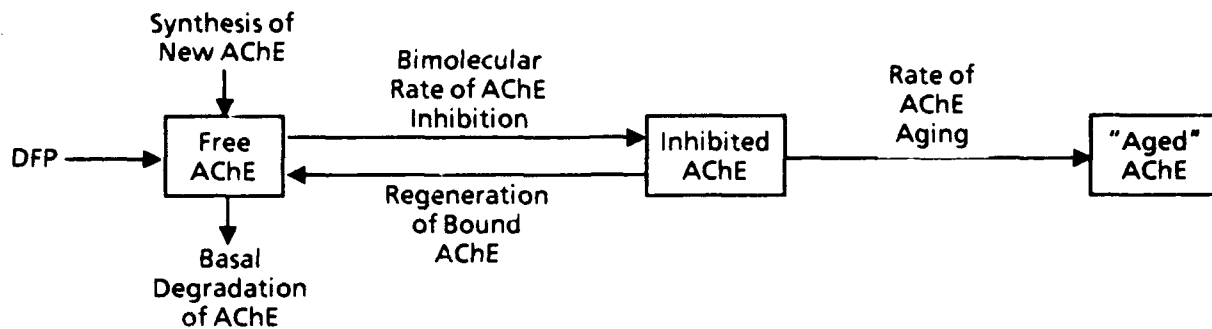 Synthesis of
New AChE
DFP
Free
AChE
Basal
Degradation
of AChE
Bimolecular
Rate of AChE
Inhibition
Regeneration
of Bound
AChE
Inhibited
AChE
Rate of
AChE
Aging
"Aged"
AChE